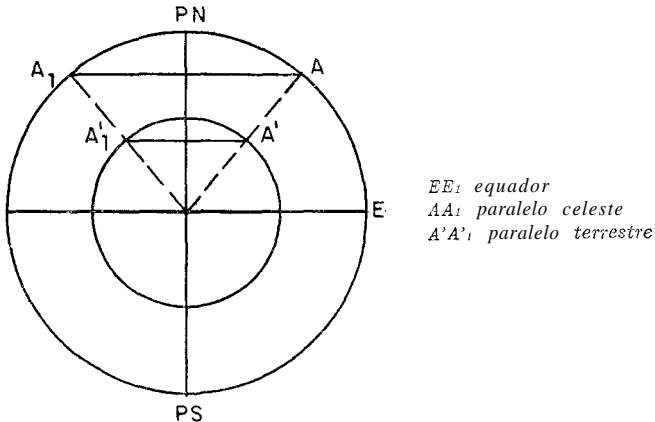 PN
A₁ A
A'₁ A'
E
EE₁ equador
AA₁ paralelo celeste
A'A'₁ paralelo terrestre
PS